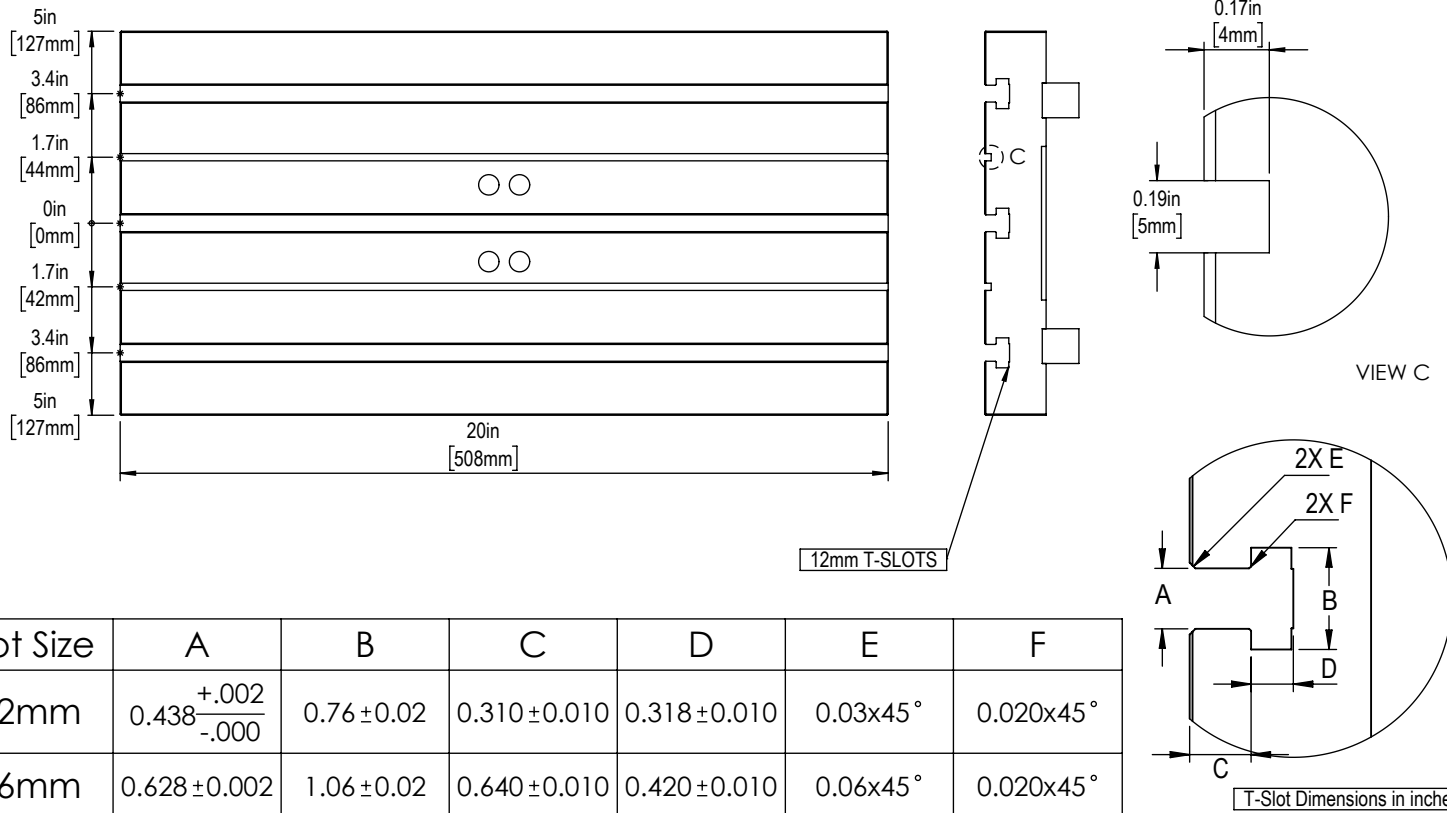 5in
[127mm]
3.4in
[86mm]
1.7in
[44mm]
0in
[0mm]
1.7in
[42mm]
3.4in
[86mm]
5in
[127mm]
20in
[508mm]
C
12mm T-SLOTS
0.17in
[4mm]
0.19in
[5mm]
VIEW C
2X E
2X F
A
B
D
C
T-Slot Dimensions in inche
ot Size A B C D E F
2mm 0.438 +.002 -.000 0.76±0.02 0.310±0.010 0.318±0.010 0.03x45° 0.020x45°
6mm 0.628±0.002 1.06±0.02 0.640±0.010 0.420±0.010 0.06x45° 0.020x45°